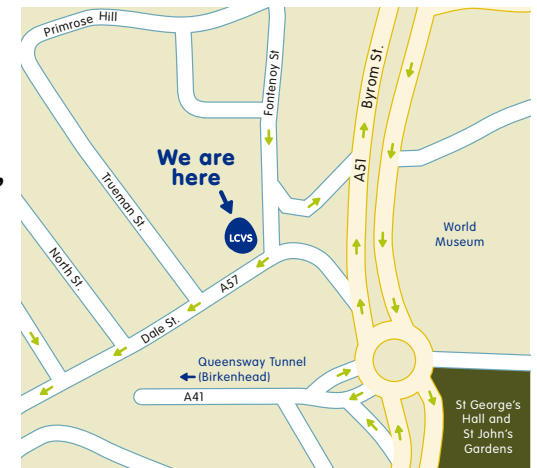 Primrose Hill
Fontenoy St
Byrom St.
We are
here
,
LCVS
A51
Trueman St.
World
Museum
North St.
A57
Dale St.
Queensway Tunnel
(Birkenhead)
A41
St George's
Hall and
St John's
Gardens